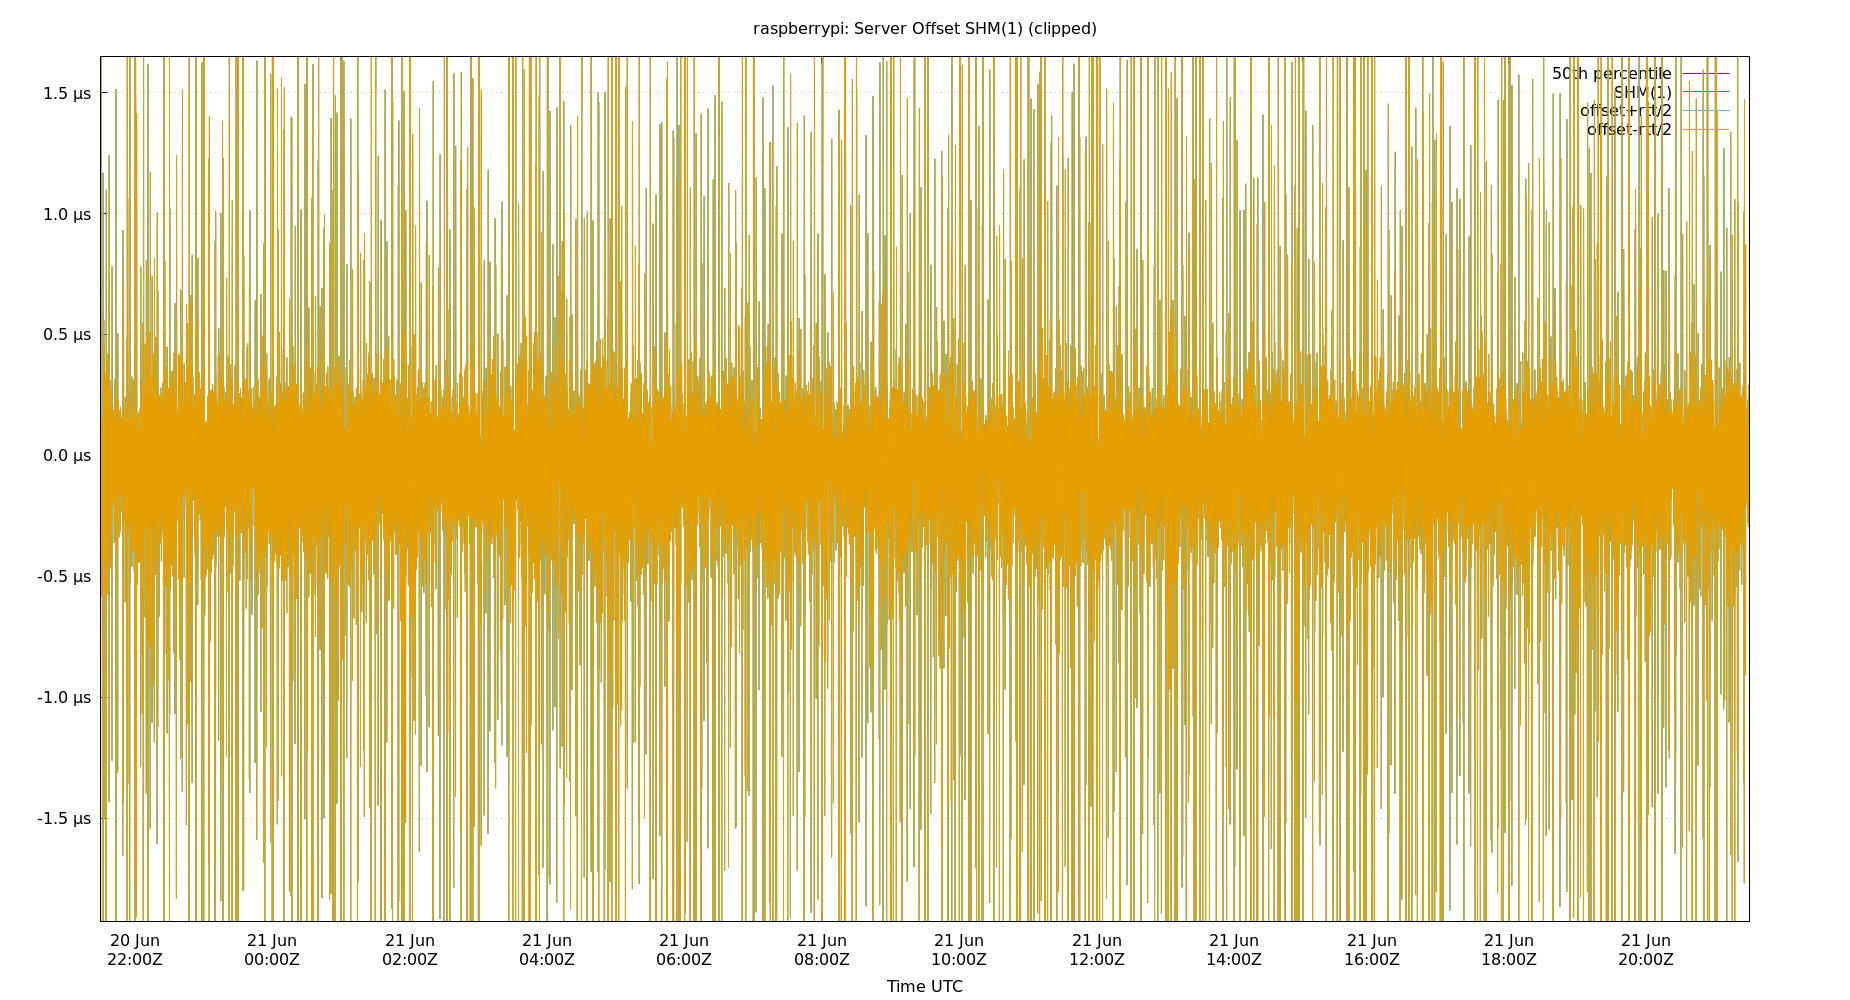 raspberrypi: Server Offset SHM(1) (clipped)
50th percentile
SHM(1)
offset+rtt/2
offset-rtt/2
1.5 µs
1.0 µs
0.5 µs
0.0 µs
-0.5 µs
-1.0 µs
-1.5 µs
20 Jun 21 Jun 21 Jun 21 Jun 21 Jun 21 Jun 21 Jun 21 Jun 21 Jun 21 Jun 21 Jun 21 Jun
22:00Z 00:00Z 02:00Z 04:00Z 06:00Z 08:00Z 10:00Z 12:00Z 14:00Z 16:00Z 18:00Z 20:00Z
Time UTC